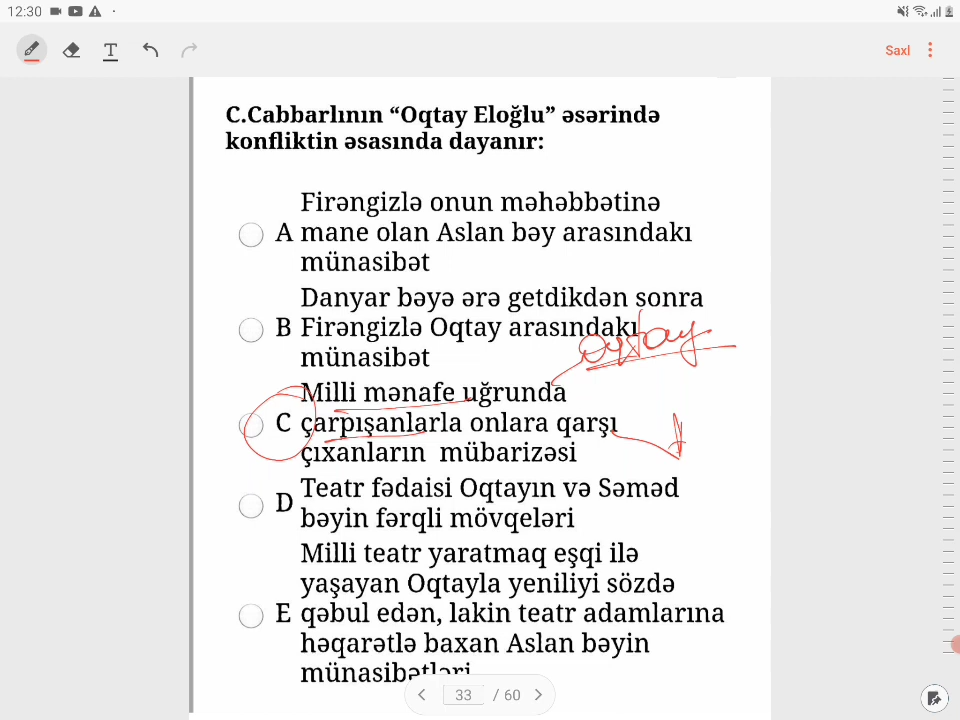 12:30
T
Saxl
C.Cabbarlının “Oqtay Eloğlu” əsərində
konfliktin əsasında dayanır:
Firəngizlə onun məhəbbətinə
A mane olan Aslan bəy arasındakı
münasibət
Danyar bəyə ərə getdikdən sonra
B Firəngizlə Oqtay arasındakı
münasibət
Oqtay
Milli mənafe uğrunda
C çarpışanlarla onlara qarşı
çıxanların mübarizəsi
D Teatr fədaisi Oqtayın və Səməd
bəyin fərqli mövqeləri
Milli teatr yaratmaq eşqi ilə
yaşayan Oqtayla yeniliyi sözdə
E qəbul edən, lakin teatr adamlarına
həqarətlə baxan Aslan bəyin
münasibətləri
33 / 60